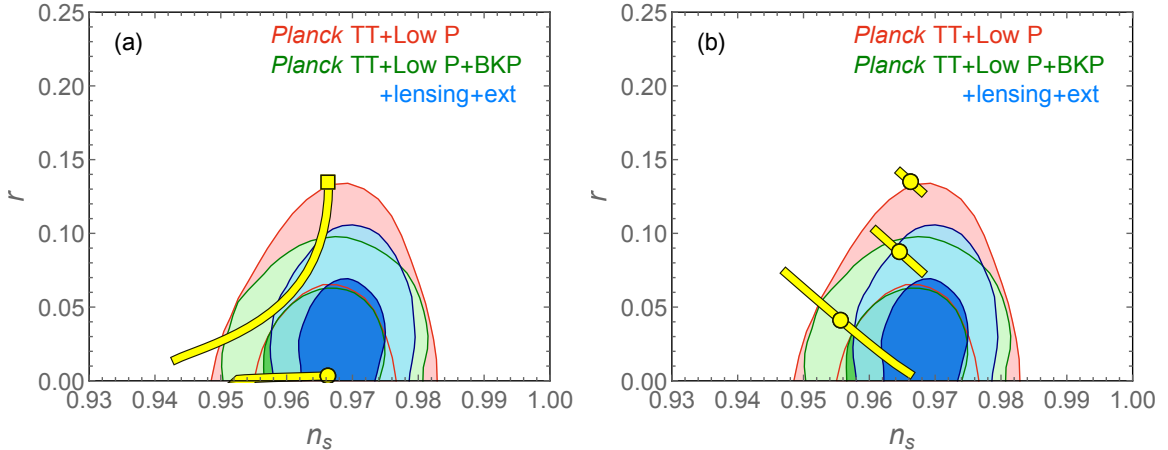 (a)
Planck TT+Low P
Planck TT+Low P+BKP
+lensing+ext
r
0.25
0.20
0.15
0.10
0.05
0.00
0.93 0.94 0.95 0.96 0.97 0.98 0.99 1.00
n_s
(b)
Planck TT+Low P
Planck TT+Low P+BKP
+lensing+ext
r
0.25
0.20
0.15
0.10
0.05
0.00
0.93 0.94 0.95 0.96 0.97 0.98 0.99 1.00
n_s